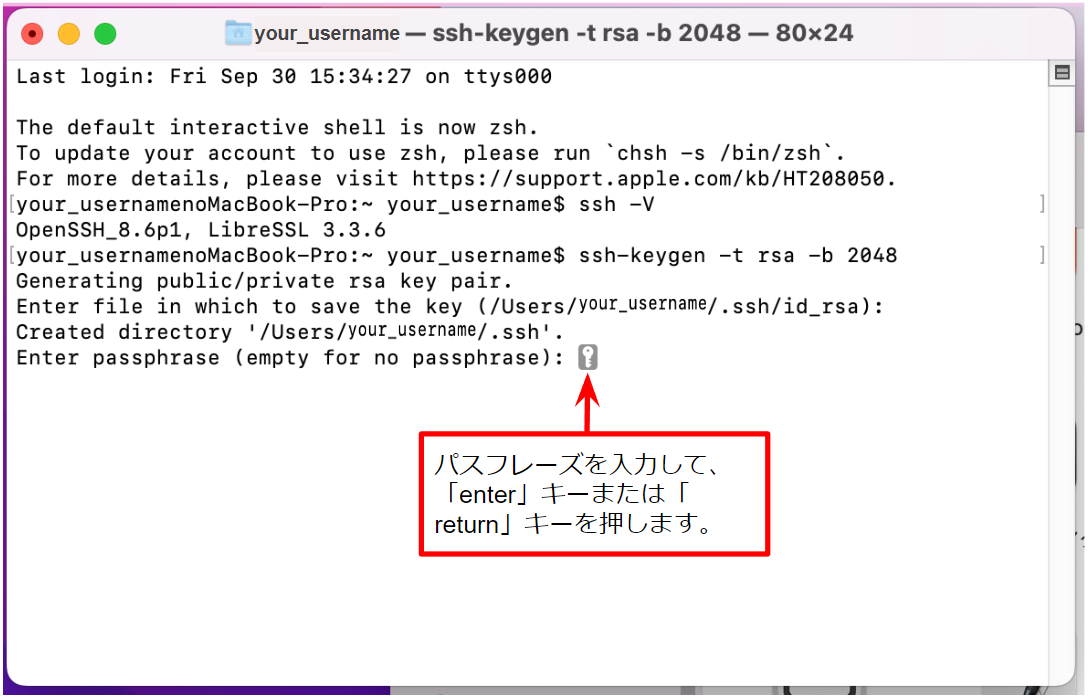 your_username — ssh-keygen -t rsa -b 2048 — 80×24
Last login: Fri Sep 30 15:34:27 on ttys000
The default interactive shell is now zsh.
To update your account to use zsh, please run `chsh -s /bin/zsh`.
For more details, please visit https://support.apple.com/kb/HT208050.
[your_usernamenoMacBook-Pro:~ your_username$ ssh -V ]
OpenSSH_8.6p1, LibreSSL 3.3.6
[your_usernamenoMacBook-Pro:~ your_username$ ssh-keygen -t rsa -b 2048 ]
Generating public/private rsa key pair.
Enter file in which to save the key (/Users/your_username/.ssh/id_rsa):
Created directory '/Users/your_username/.ssh'.
Enter passphrase (empty for no passphrase):
パスフレーズを入力して、
「enter」キーまたは「
return」キーを押します。